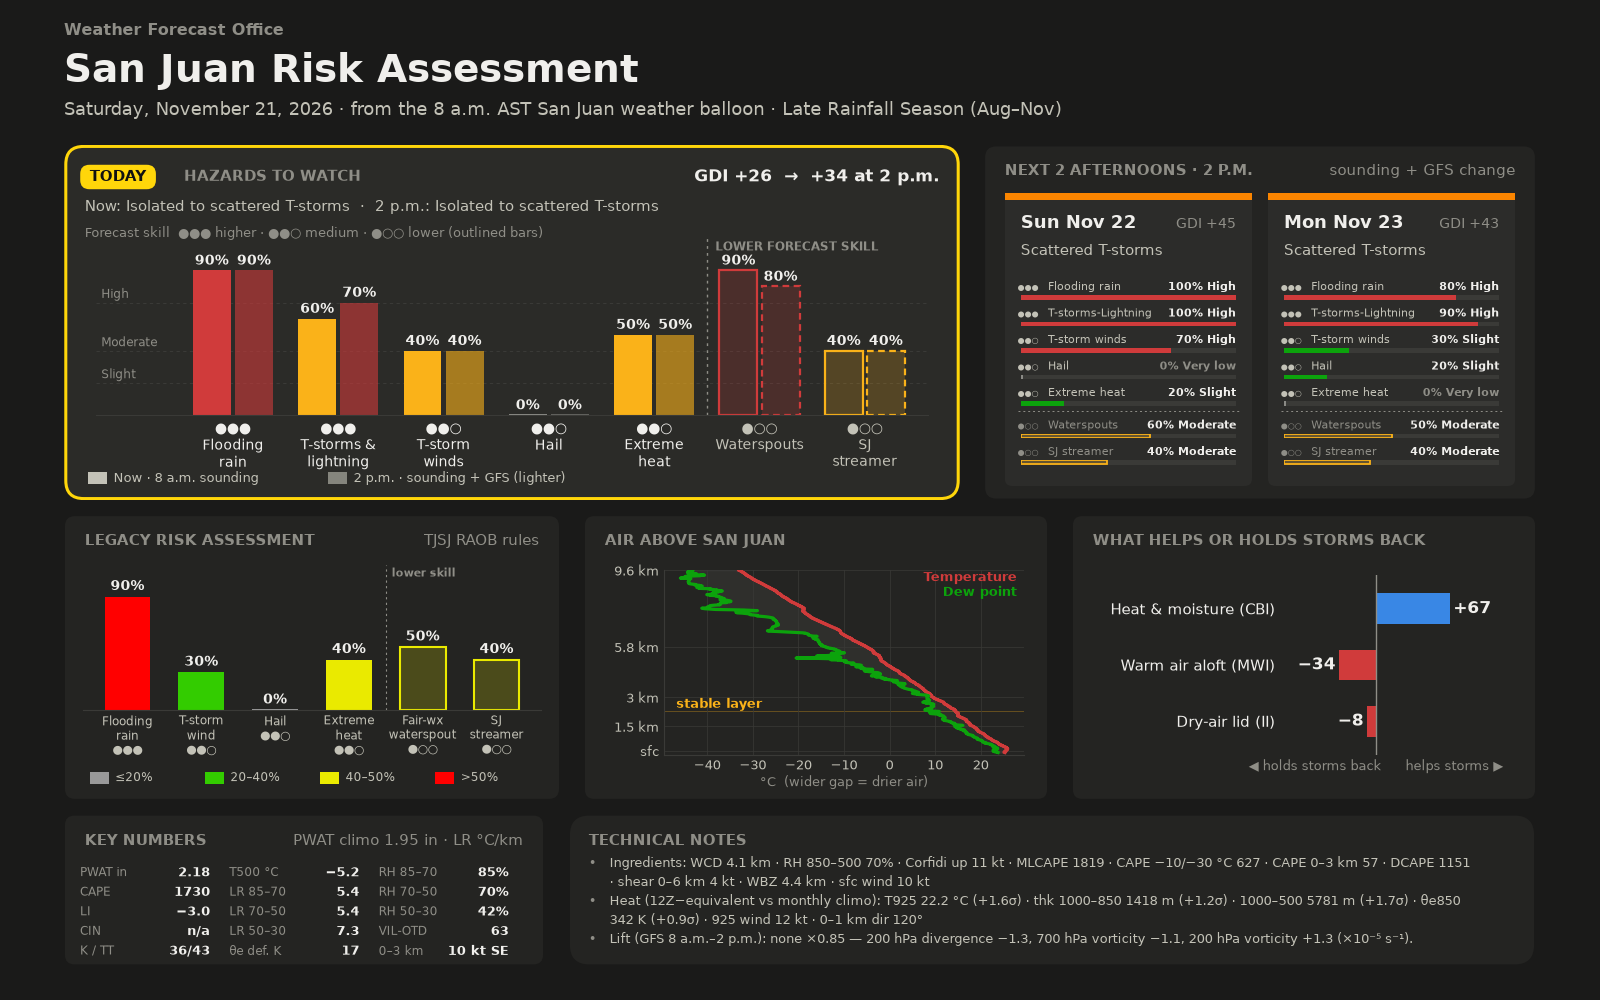 Weather Forecast Office
San Juan Risk Assessment
Saturday, November 21, 2026 · from the 8 a.m. AST San Juan weather balloon · Late Rainfall Season (Aug–Nov)
TODAY HAZARDS TO WATCH GDI +26 → +34 at 2 p.m.
Now: Isolated to scattered T-storms · 2 p.m.: Isolated to scattered T-storms
Forecast skill ●●● higher · ●●○ medium · ●○○ lower (outlined bars)
LOWER FORECAST SKILL
High
Moderate
Slight
90% 90% 60% 70% 40% 40% 0% 0% 50% 50% 90% 80% 40% 40%
●●● ●●● ●●○ ●●○ ●●○ ●○○ ●○○
Flooding T-storms & T-storm Hail Extreme Waterspouts SJ
rain lightning winds heat streamer
Now · 8 a.m. sounding 2 p.m. · sounding + GFS (lighter)
NEXT 2 AFTERNOONS · 2 P.M. sounding + GFS change
Sun Nov 22 GDI +45
Scattered T-storms
●●● Flooding rain 100% High
●●● T-storms-Lightning 100% High
●●○ T-storm winds 70% High
●●○ Hail 0% Very low
●●○ Extreme heat 20% Slight
●○○ Waterspouts 60% Moderate
●○○ SJ streamer 40% Moderate
Mon Nov 23 GDI +43
Scattered T-storms
●●● Flooding rain 80% High
●●● T-storms-Lightning 90% High
●●○ T-storm winds 30% Slight
●●○ Hail 20% Slight
●●○ Extreme heat 0% Very low
●○○ Waterspouts 50% Moderate
●○○ SJ streamer 40% Moderate
LEGACY RISK ASSESSMENT TJSJ RAOB rules
lower skill
90% 30% 0% 40% 50% 40%
Flooding T-storm Hail Extreme Fair-wx SJ
rain wind ●●○ heat waterspout streamer
●●● ●●○ ●●○ ●○○ ●○○
≤20% 20–40% 40–50% >50%
AIR ABOVE SAN JUAN
Temperature
Dew point
9.6 km
5.8 km
3 km
stable layer
1.5 km
sfc
−40 −30 −20 −10 0 10 20
°C (wider gap = drier air)
WHAT HELPS OR HOLDS STORMS BACK
Heat & moisture (CBI) +67
Warm air aloft (MWI) −34
Dry-air lid (II) −8
◀ holds storms back helps storms ▶
KEY NUMBERS PWAT climo 1.95 in · LR °C/km
PWAT in 2.18 T500 °C −5.2 RH 85–70 85%
CAPE 1730 LR 85–70 5.4 RH 70–50 70%
LI −3.0 LR 70–50 5.4 RH 50–30 42%
CIN n/a LR 50–30 7.3 VIL-OTD 63
K / TT 36/43 θe def. K 17 0–3 km 10 kt SE
TECHNICAL NOTES
• Ingredients: WCD 4.1 km · RH 850–500 70% · Corfidi up 11 kt · MLCAPE 1819 · CAPE −10/−30 °C 627 · CAPE 0–3 km 57 · DCAPE 1151
· shear 0–6 km 4 kt · WBZ 4.4 km · sfc wind 10 kt
• Heat (12Z−equivalent vs monthly climo): T925 22.2 °C (+1.6σ) · thk 1000–850 1418 m (+1.2σ) · 1000–500 5781 m (+1.7σ) · θe850
342 K (+0.9σ) · 925 wind 12 kt · 0–1 km dir 120°
• Lift (GFS 8 a.m.–2 p.m.): none ×0.85 — 200 hPa divergence −1.3, 700 hPa vorticity −1.1, 200 hPa vorticity +1.3 (×10⁻⁵ s⁻¹).